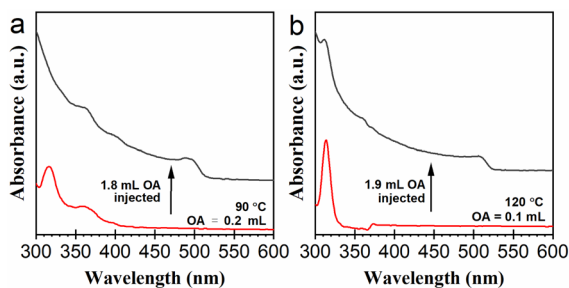 a
Absorbance (a.u.)
1.8 mL OA
injected
90 °C
OA = 0.2 mL
300 350 400 450 500 550 600
Wavelength (nm)
b
Absorbance (a.u.)
1.9 mL OA
injected
120 °C
OA = 0.1 mL
300 350 400 450 500 550 600
Wavelength (nm)